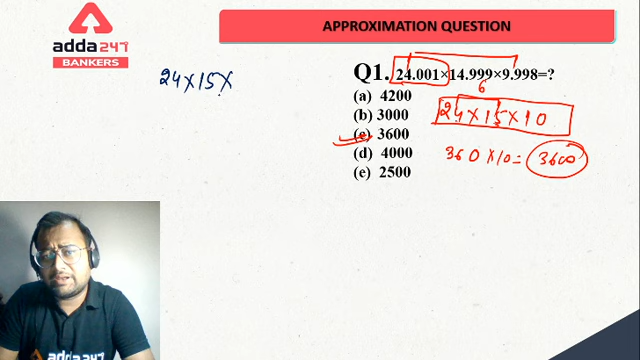 APPROXIMATION QUESTION
adda247
BANKERS
24×15×
Q1. 24.001×14.999×9.998=?
6
(a) 4200
24×15×10
(b) 3000
(e) 3600
360×10=3600
(d) 4000
(e) 2500
adda247